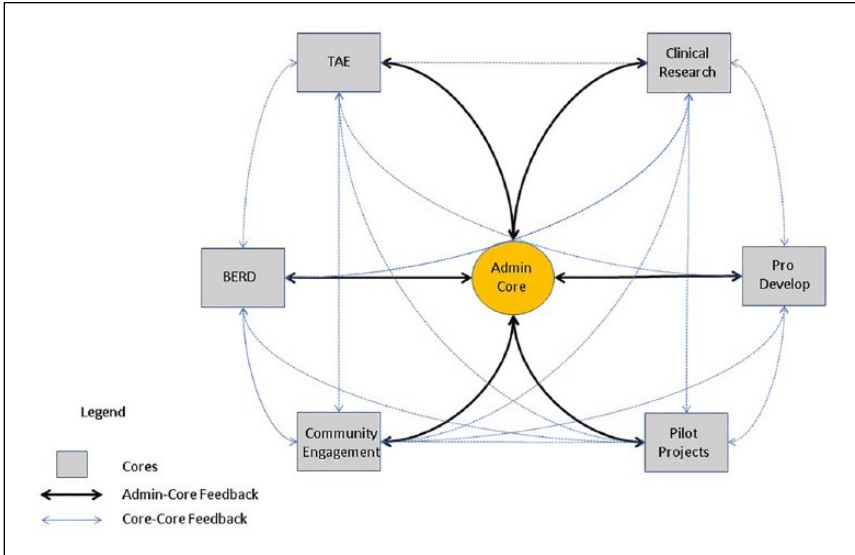 TAE
Clinical
Research
BERD
Admin
Core
Pro
Develop
Community
Engagement
Pilot
Projects
Legend
Cores
Admin-Core Feedback
Core-Core Feedback